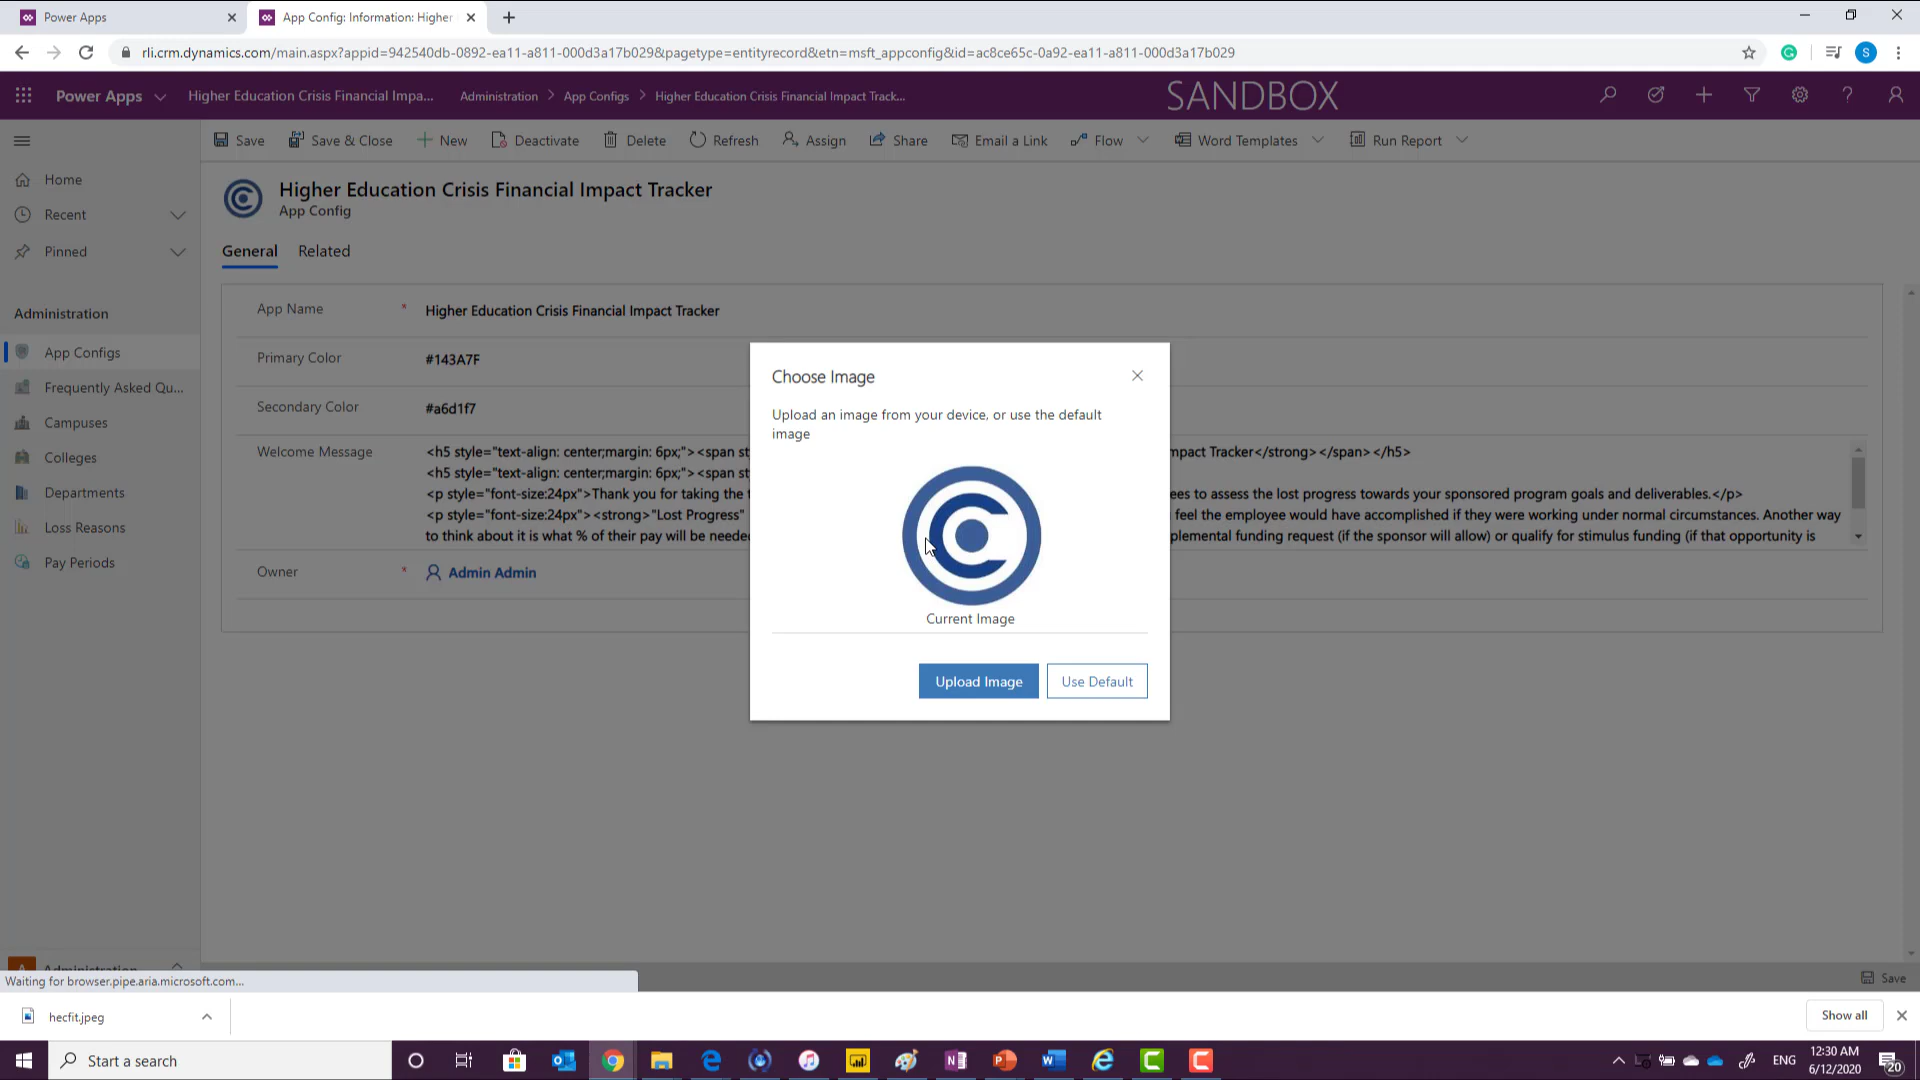 Power Apps
App Config: Information: Higher
rli.crm.dynamics.com/main.aspx?appid=942540db-0892-ea11-a811-000d3a17b029&pagetype=entityrecord&etn=msft_appconfig&id=ac8ce65c-0a92-ea11-a811-000d3a17b029
S
Power Apps
Higher Education Crisis Financial Impa...
Administration > App Configs > Higher Education Crisis Financial Impact Track...
SANDBOX
Save
Save & Close
New
Deactivate
Delete
Refresh
Assign
Share
Email a Link
Flow
Word Templates
Run Report
Home
Recent
Pinned
Administration
App Configs
Frequently Asked Qu...
Campuses
Colleges
Departments
Loss Reasons
Pay Periods
Higher Education Crisis Financial Impact Tracker
App Config
General
Related
App Name * Higher Education Crisis Financial Impact Tracker
Primary Color #143A7F
Secondary Color #a6d1f7
Welcome Message
<h5 style="text-align: center;margin: 6px;"><span st
mpact Tracker</strong></span></h5>
<h5 style="text-align: center;margin: 6px;"><span st
<p style="font-size:24px">Thank you for taking the t
ees to assess the lost progress towards your sponsored program goals and deliverables.</p>
<p style="font-size:24px"><strong>"Lost Progress"
feel the employee would have accomplished if they were working under normal circumstances. Another way
to think about it is what % of their pay will be neede
plemental funding request (if the sponsor will allow) or qualify for stimulus funding (if that opportunity is
Owner * Admin Admin
Choose Image
Upload an image from your device, or use the default
image
Current Image
Upload Image
Use Default
Administration
Save
Waiting for browser.pipe.aria.microsoft.com...
hecfit.jpeg
Show all
Start a search
ENG
12:30 AM
6/12/2020
20